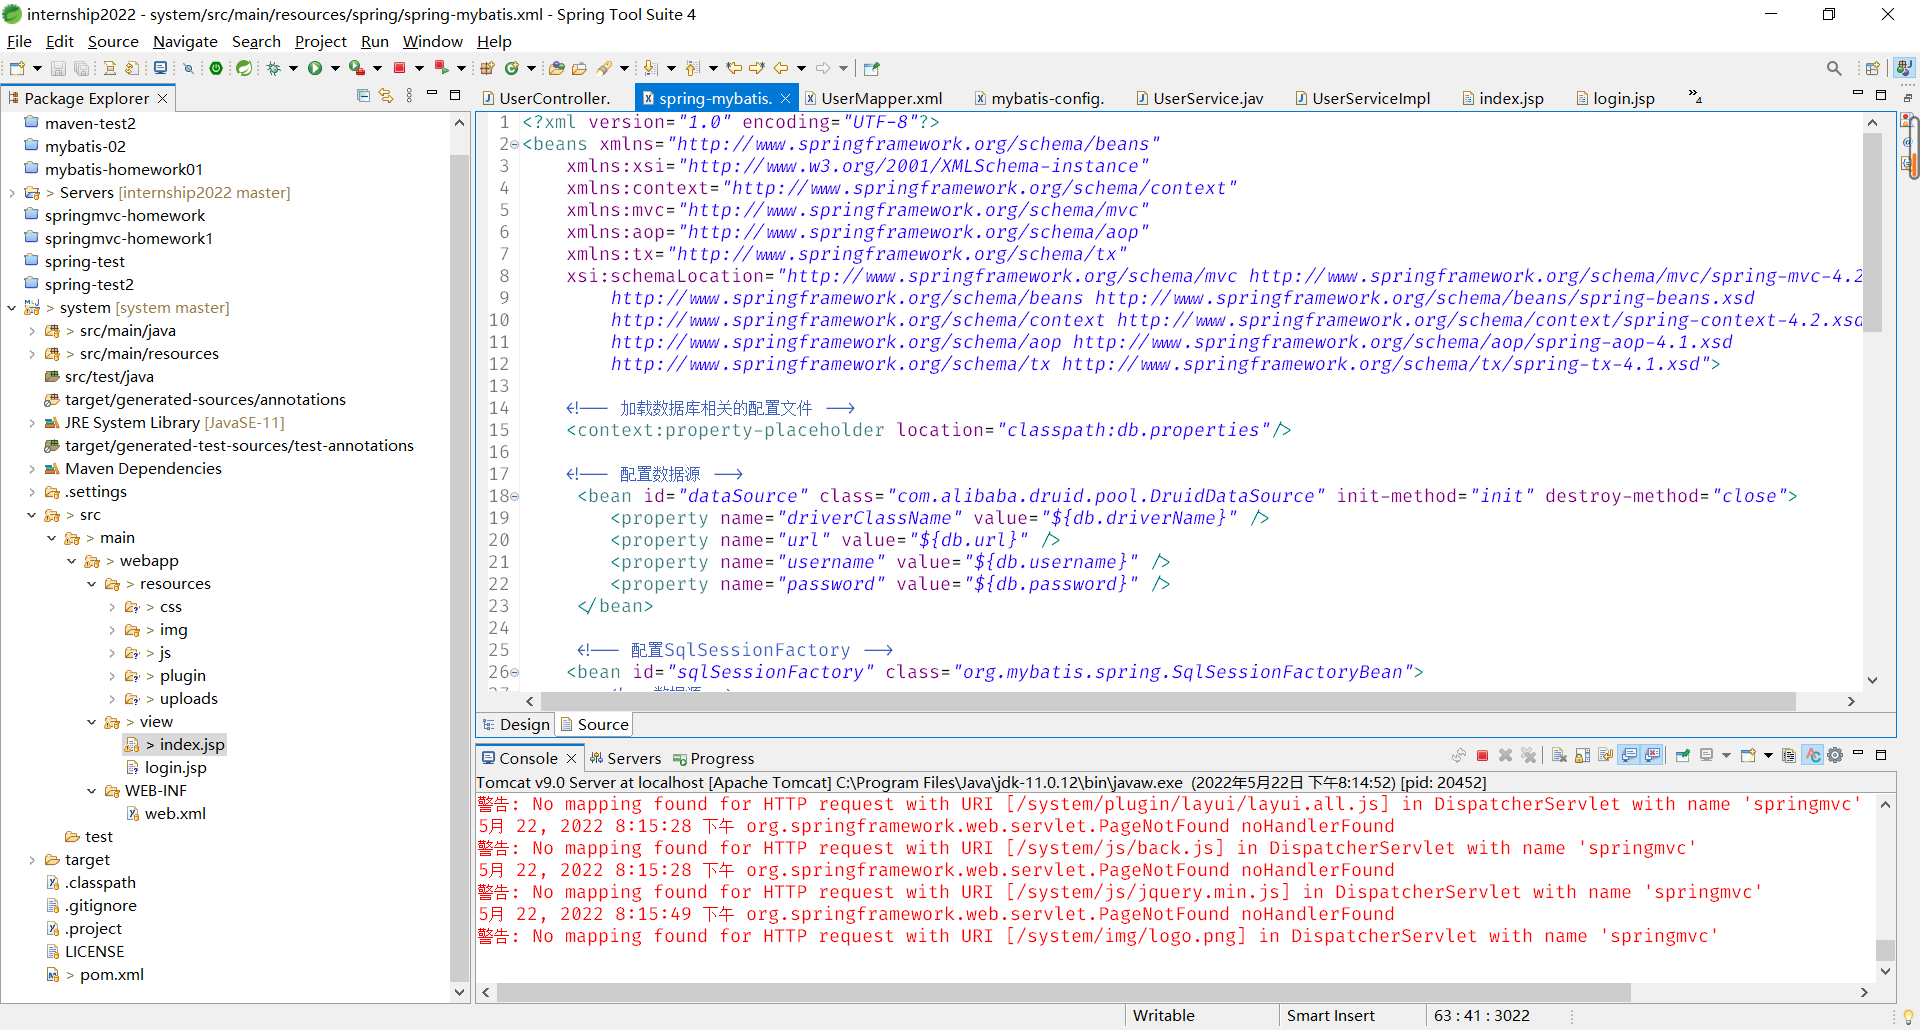 internship2022 - system/src/main/resources/spring/spring-mybatis.xml - Spring Tool Suite 4
File Edit Source Navigate Search Project Run Window Help
Package Explorer
maven-test2
mybatis-02
mybatis-homework01
> Servers [internship2022 master]
springmvc-homework
springmvc-homework1
spring-test
spring-test2
> system [system master]
> src/main/java
> src/main/resources
src/test/java
target/generated-sources/annotations
JRE System Library [JavaSE-11]
target/generated-test-sources/test-annotations
Maven Dependencies
.settings
> src
> main
> webapp
> resources
> css
> img
> js
> plugin
> uploads
> view
> index.jsp
login.jsp
WEB-INF
web.xml
test
target
.classpath
.gitignore
.project
LICENSE
> pom.xml
UserController. spring-mybatis. UserMapper.xml mybatis-config. UserService.jav UserServiceImpl index.jsp login.jsp »4
1 <?xml version="1.0" encoding="UTF-8"?>
2 <beans xmlns="http://www.springframework.org/schema/beans"
3 xmlns:xsi="http://www.w3.org/2001/XMLSchema-instance"
4 xmlns:context="http://www.springframework.org/schema/context"
5 xmlns:mvc="http://www.springframework.org/schema/mvc"
6 xmlns:aop="http://www.springframework.org/schema/aop"
7 xmlns:tx="http://www.springframework.org/schema/tx"
8 xsi:schemaLocation="http://www.springframework.org/schema/mvc http://www.springframework.org/schema/mvc/spring-mvc-4.2
9 http://www.springframework.org/schema/beans http://www.springframework.org/schema/beans/spring-beans.xsd
10 http://www.springframework.org/schema/context http://www.springframework.org/schema/context/spring-context-4.2.xsd
11 http://www.springframework.org/schema/aop http://www.springframework.org/schema/aop/spring-aop-4.1.xsd
12 http://www.springframework.org/schema/tx http://www.springframework.org/schema/tx/spring-tx-4.1.xsd">
13
14 <!-- 加载数据库相关的配置文件 -->
15 <context:property-placeholder location="classpath:db.properties"/>
16
17 <!-- 配置数据源 -->
18 <bean id="dataSource" class="com.alibaba.druid.pool.DruidDataSource" init-method="init" destroy-method="close">
19 <property name="driverClassName" value="${db.driverName}" />
20 <property name="url" value="${db.url}" />
21 <property name="username" value="${db.username}" />
22 <property name="password" value="${db.password}" />
23 </bean>
24
25 <!-- 配置SqlSessionFactory -->
26 <bean id="sqlSessionFactory" class="org.mybatis.spring.SqlSessionFactoryBean">
Design Source
Console Servers Progress
Tomcat v9.0 Server at localhost [Apache Tomcat] C:\Program Files\Java\jdk-11.0.12\bin\javaw.exe (2022年5月22日 下午8:14:52) [pid: 20452]
警告: No mapping found for HTTP request with URI [/system/plugin/layui/layui.all.js] in DispatcherServlet with name 'springmvc'
5月 22, 2022 8:15:28 下午 org.springframework.web.servlet.PageNotFound noHandlerFound
警告: No mapping found for HTTP request with URI [/system/js/back.js] in DispatcherServlet with name 'springmvc'
5月 22, 2022 8:15:28 下午 org.springframework.web.servlet.PageNotFound noHandlerFound
警告: No mapping found for HTTP request with URI [/system/js/jquery.min.js] in DispatcherServlet with name 'springmvc'
5月 22, 2022 8:15:49 下午 org.springframework.web.servlet.PageNotFound noHandlerFound
警告: No mapping found for HTTP request with URI [/system/img/logo.png] in DispatcherServlet with name 'springmvc'
Writable Smart Insert 63 : 41 : 3022